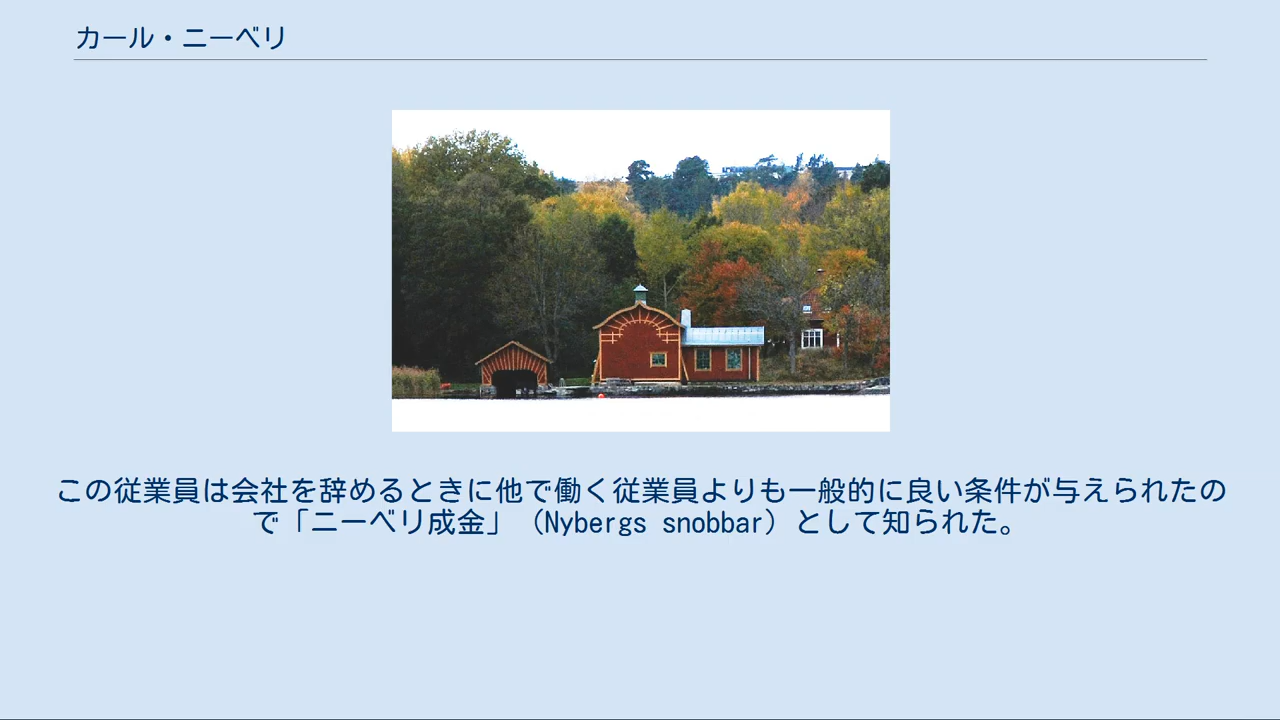 カール・ニーベリ
この従業員は会社を辞めるときに他で働く従業員よりも一般的に良い条件が与えられたの
で「ニーベリ成金」（Nybergs snobbar）として知られた。